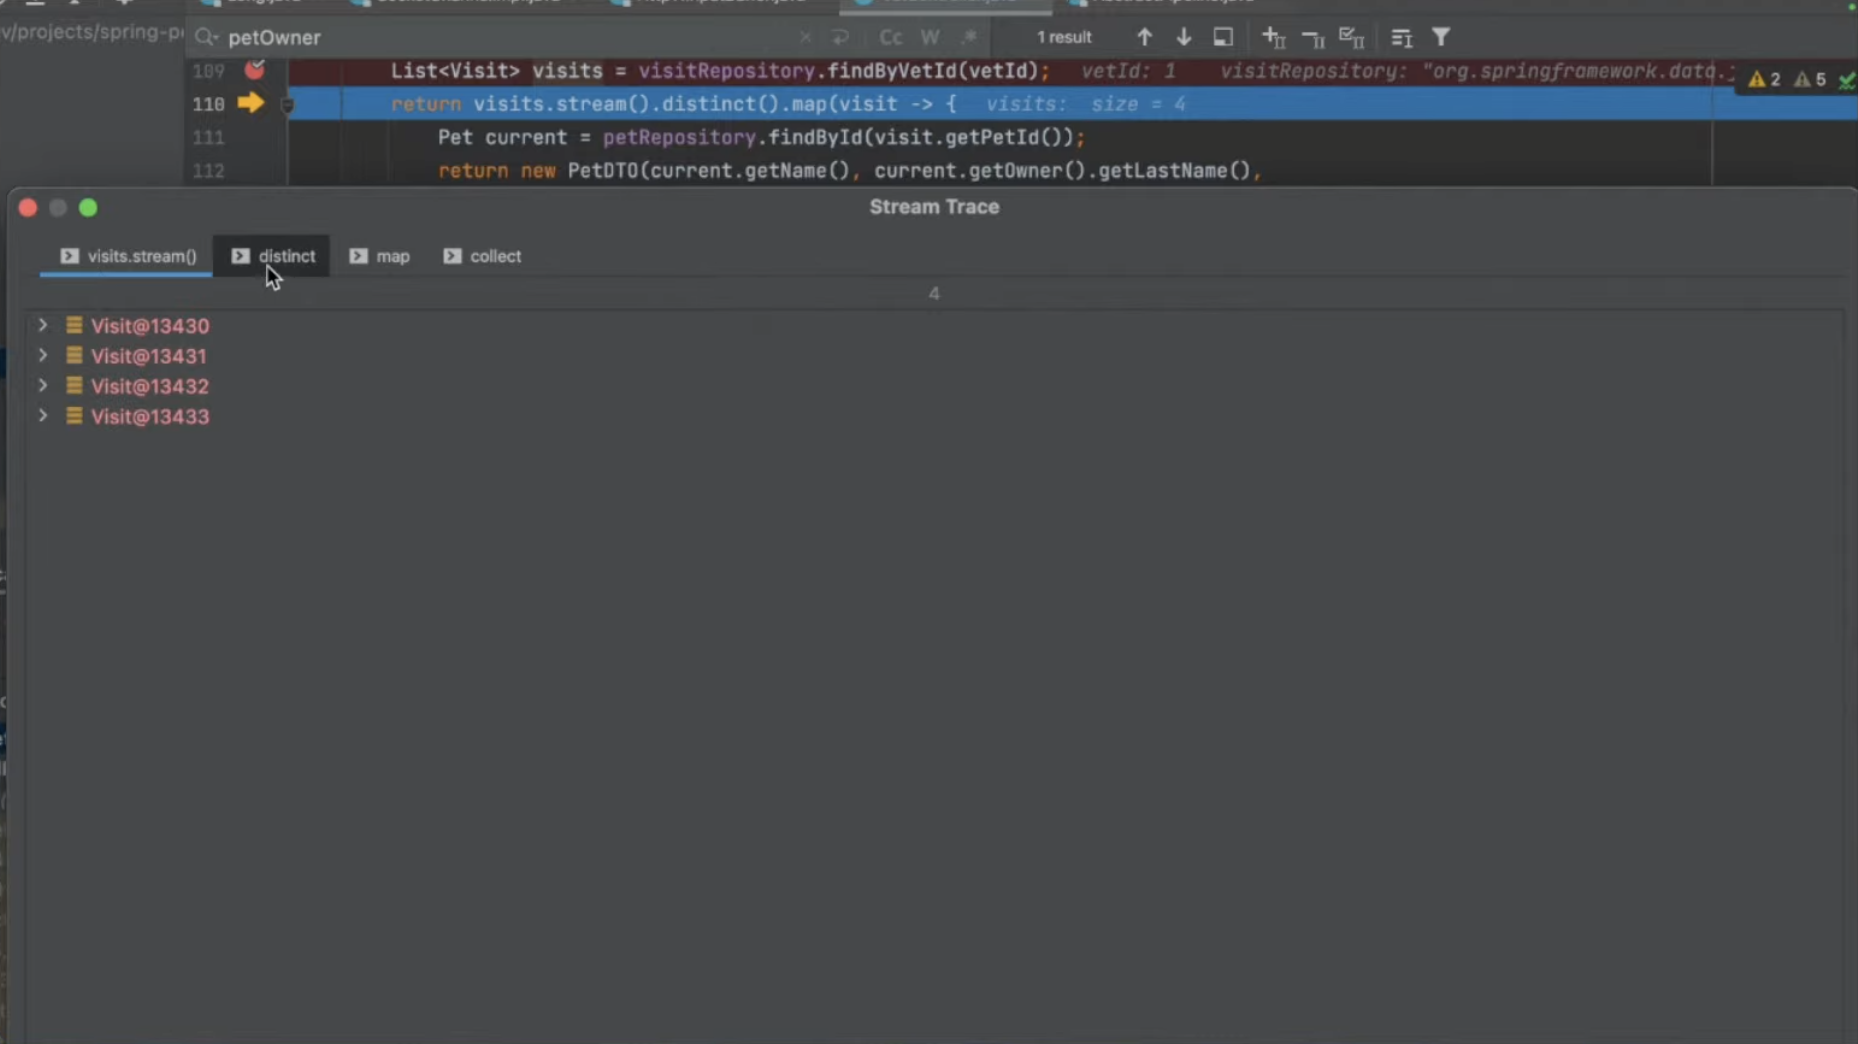 v/projects/spring-p
petOwner
Cc W .*
1 result
109 List<Visit> visits = visitRepository.findByVetId(vetId); vetId: 1 visitRepository: "org.springframework.data.
2 5
110 return visits.stream().distinct().map(visit -> { visits: size = 4
111 Pet current = petRepository.findById(visit.getPetId());
112 return new PetDTO(current.getName(), current.getOwner().getLastName(),
Stream Trace
visits.stream() distinct map collect
4
Visit@13430
Visit@13431
Visit@13432
Visit@13433